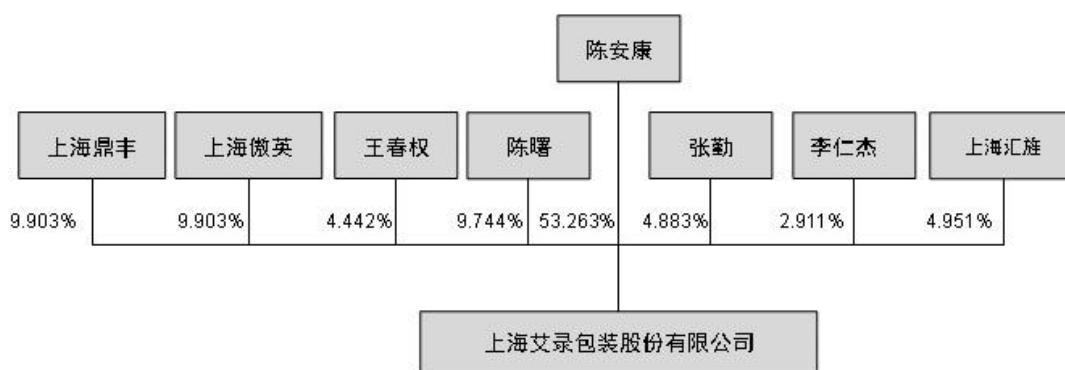 陈安康
上海鼎丰
上海傲英
王春权
陈曙
张勤
李仁杰
上海汇旌
9.903%
9.903%
4.442%
9.744%
53.263%
4.883%
2.911%
4.951%
上海艾录包装股份有限公司